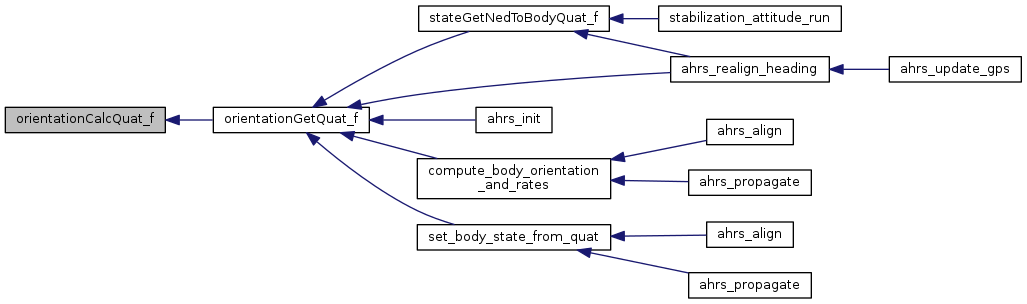 stateGetNedToBodyQuat_f
stabilization_attitude_run
ahrs_realign_heading
ahrs_update_gps
orientationCalcQuat_f
orientationGetQuat_f
ahrs_init
compute_body_orientation
_and_rates
ahrs_align
ahrs_propagate
set_body_state_from_quat
ahrs_align
ahrs_propagate